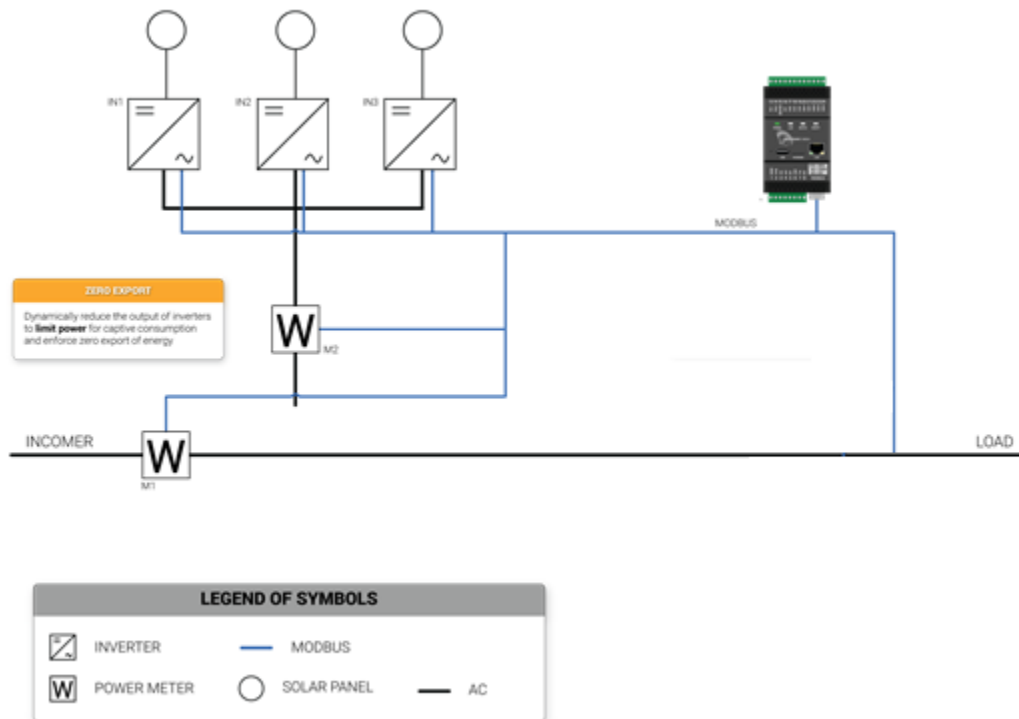 IN1
IN2
IN3
MODBUS
ZERO EXPORT
Dynamically reduce the output of inverters
to limit power for captive consumption
and enforce zero export of energy
W
M2
INCOMER
W
LOAD
M1
LEGEND OF SYMBOLS
INVERTER
MODBUS
W
POWER METER
SOLAR PANEL
AC